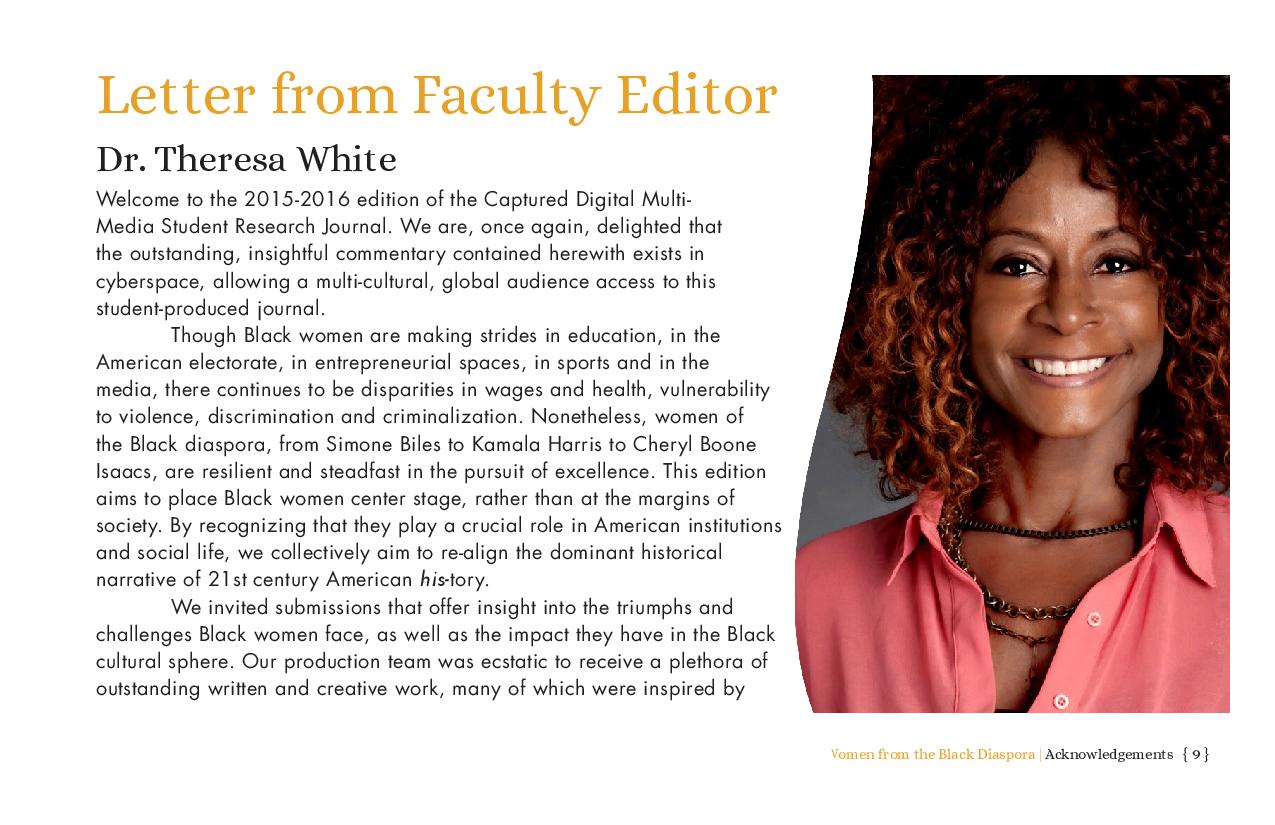 Letter from Faculty Editor
Dr. Theresa White
Welcome to the 2015-2016 edition of the Captured Digital Multi-
Media Student Research Journal. We are, once again, delighted that
the outstanding, insightful commentary contained herewith exists in
cyberspace, allowing a multi-cultural, global audience access to this
student-produced journal.
Though Black women are making strides in education, in the
American electorate, in entrepreneurial spaces, in sports and in the
media, there continues to be disparities in wages and health, vulnerability
to violence, discrimination and criminalization. Nonetheless, women of
the Black diaspora, from Simone Biles to Kamala Harris to Cheryl Boone
Isaacs, are resilient and steadfast in the pursuit of excellence. This edition
aims to place Black women center stage, rather than at the margins of
society. By recognizing that they play a crucial role in American institutions
and social life, we collectively aim to re-align the dominant historical
narrative of 21st century American his-tory.
We invited submissions that offer insight into the triumphs and
challenges Black women face, as well as the impact they have in the Black
cultural sphere. Our production team was ecstatic to receive a plethora of
outstanding written and creative work, many of which were inspired by
Women from the Black Diaspora | Acknowledgements { 9 }